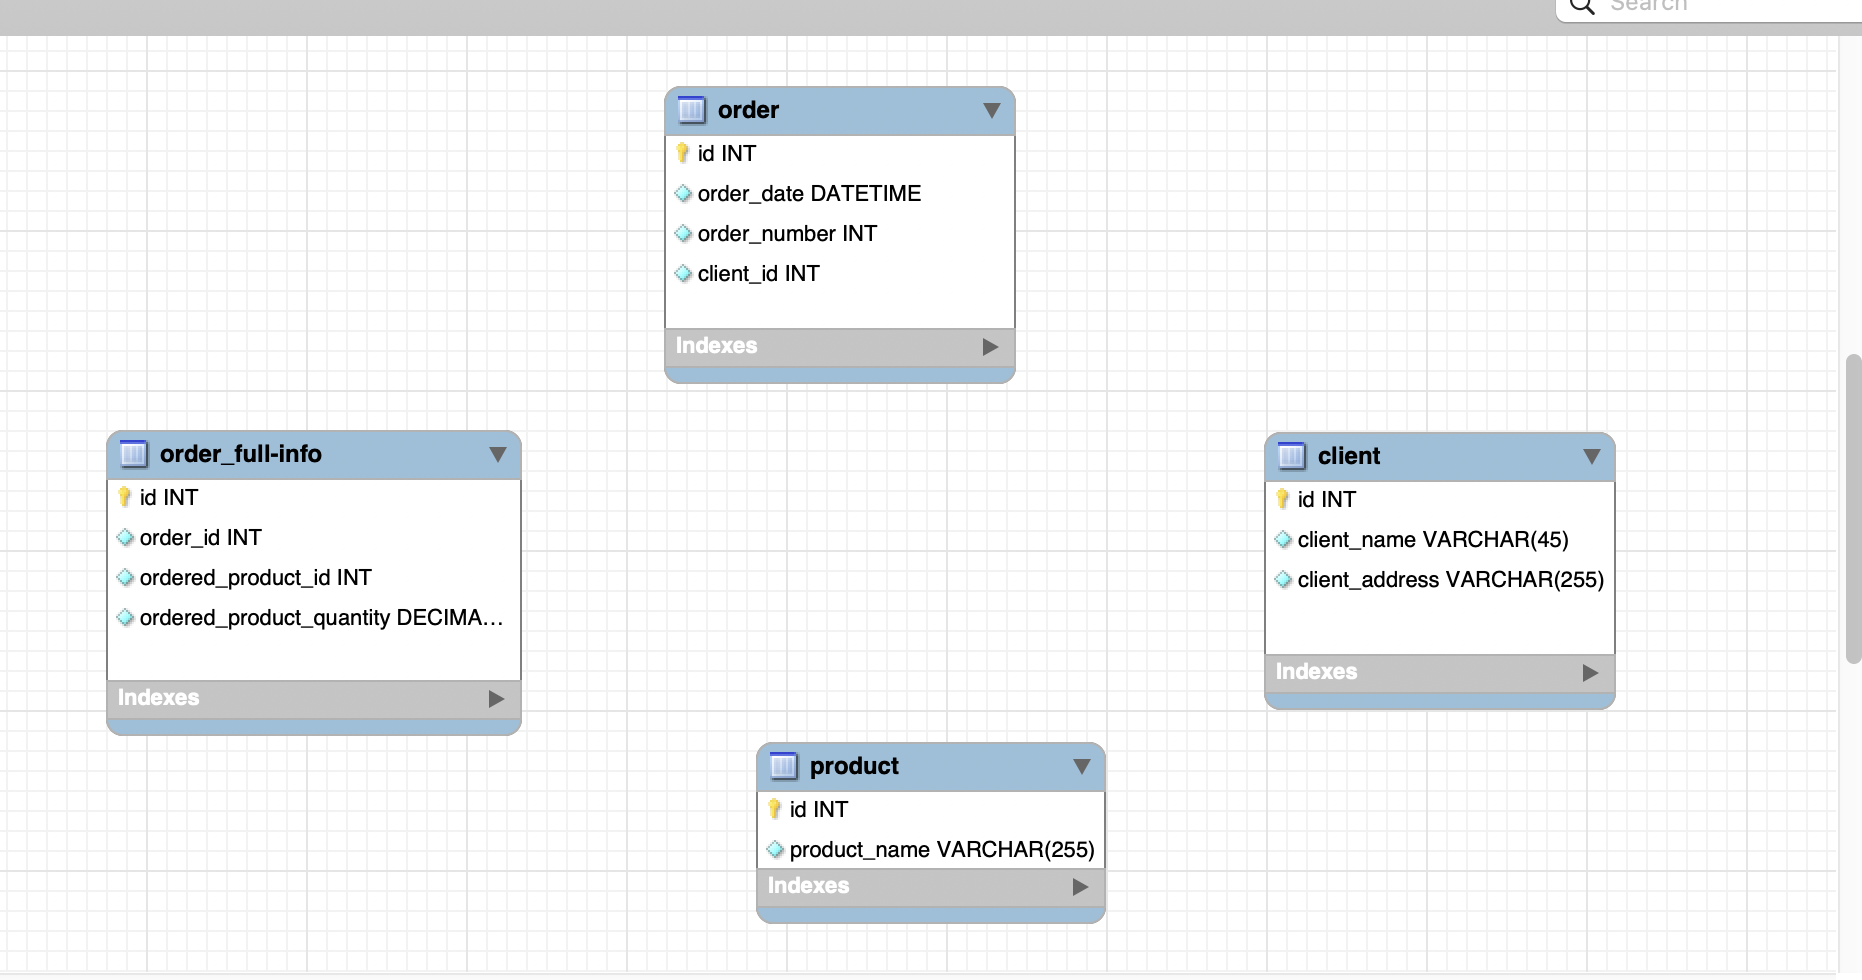 Search
order
id INT
order_date DATETIME
order_number INT
client_id INT
Indexes
order_full-info
id INT
order_id INT
ordered_product_id INT
ordered_product_quantity DECIMA...
Indexes
client
id INT
client_name VARCHAR(45)
client_address VARCHAR(255)
Indexes
product
id INT
product_name VARCHAR(255)
Indexes